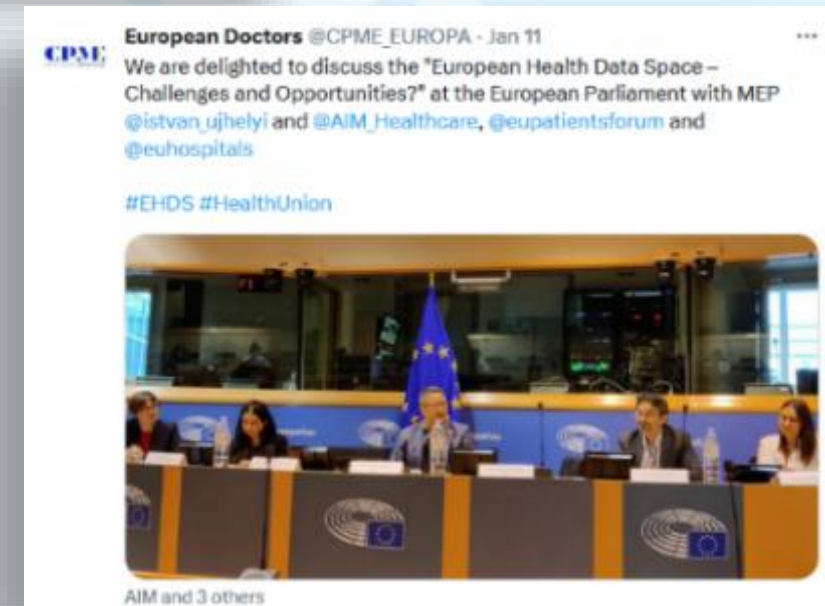 CPME
European Doctors @CPME_EUROPA · Jan 11
We are delighted to discuss the "European Health Data Space –
Challenges and Opportunities?" at the European Parliament with MEP
@istvan_ujhelyi and @AIM_Healthcare, @eupatientsforum and
@euhospitals
#EHDS #HealthUnion
AIM and 3 others